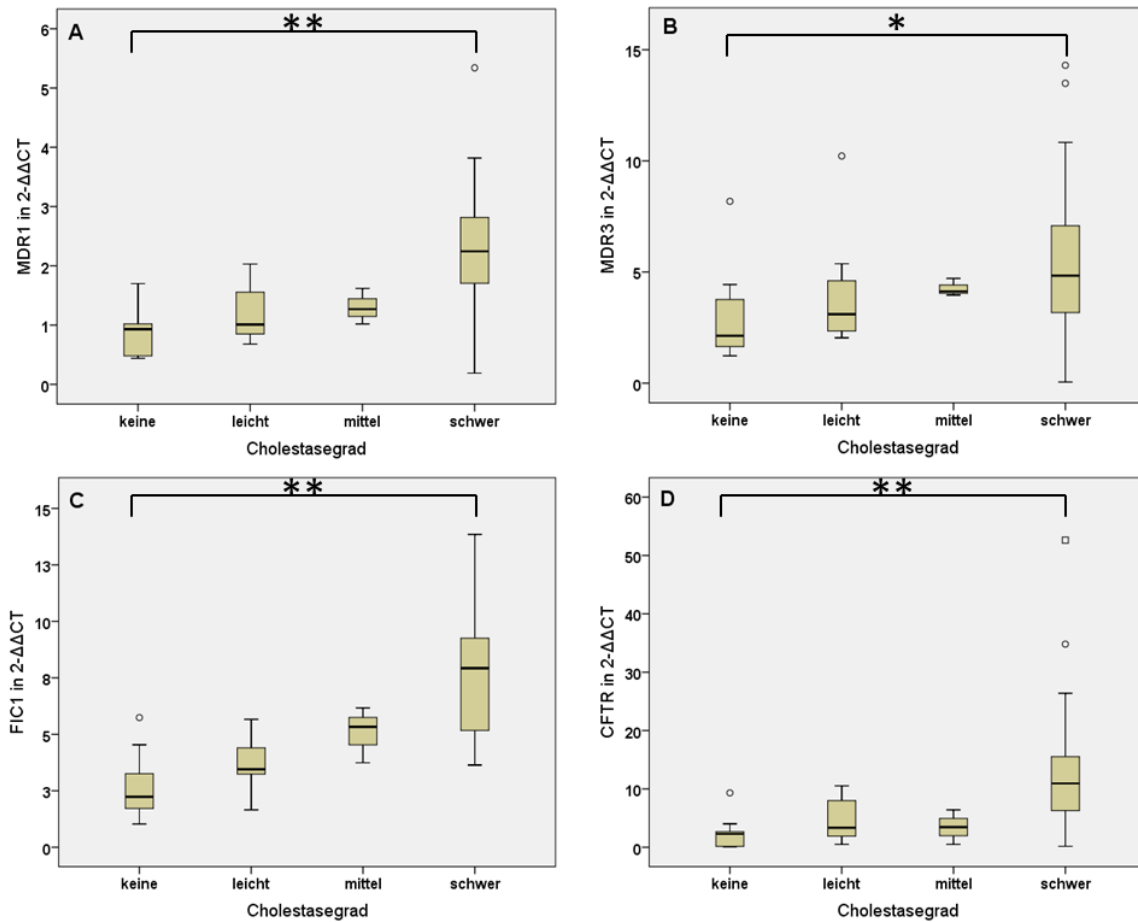 A
**
6
5
4
3
2
1
0
MDR1 in 2-ΔΔCT
keine leicht mittel schwer
Cholestasegrad
B
*
15
10
5
0
MDR3 in 2-ΔΔCT
keine leicht mittel schwer
Cholestasegrad
C
**
15
13
10
8
5
3
0
FIC1 in 2-ΔΔCT
keine leicht mittel schwer
Cholestasegrad
D
**
60
50
40
30
20
10
0
CFTR in 2-ΔΔCT
keine leicht mittel schwer
Cholestasegrad